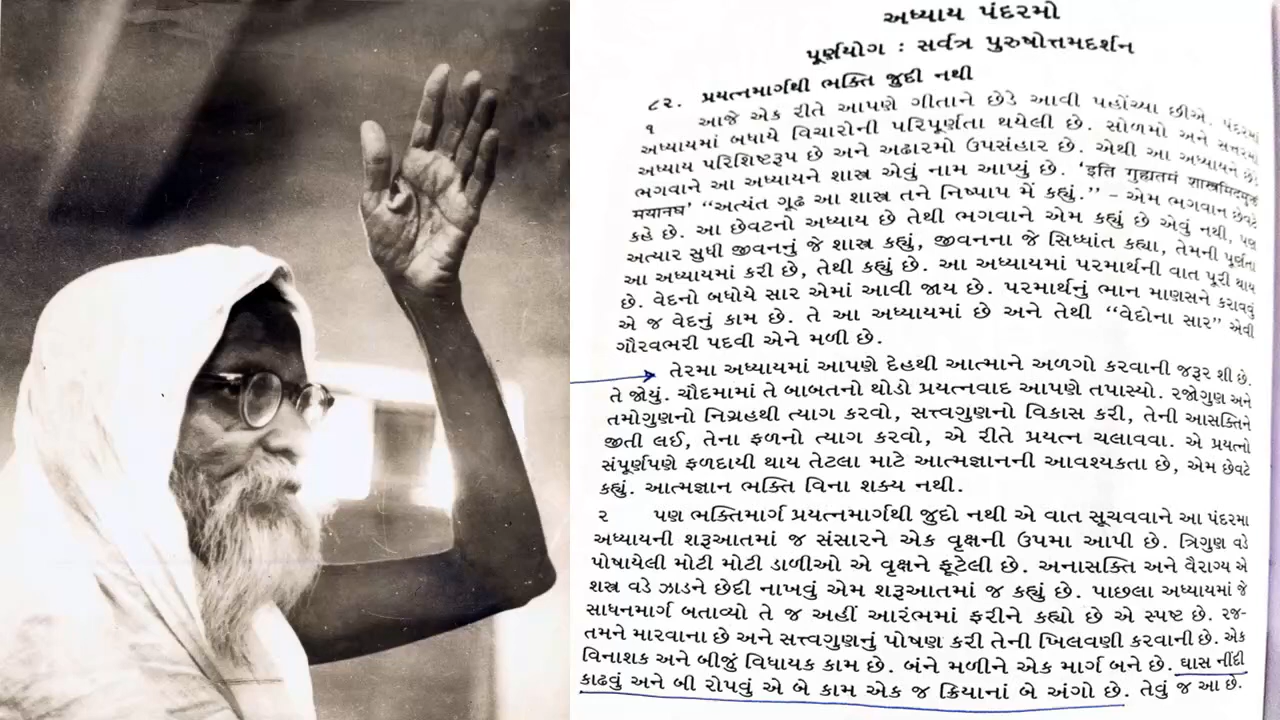 અધ્યાય પંદરમો
પૂર્ણયોગ : સર્વત્ર પુરુષોત્તમદર્શન
૮૨. પ્રયત્નમાર્ગથી ભક્તિ જુદી નથી
૧ આજે એક રીતે આપણે ગીતાને છેડે આવી પહોંચ્યા છીએ. પંદરમાં
અધ્યાયમાં બધાયે વિચારોની પરિપૂર્ણતા થયેલી છે. સોળમો અને સત્તરમો
અધ્યાય પરિશિષ્ટરૂપ છે અને અઢારમો ઉપસંહાર છે. એથી આ અધ્યાયને છેડે
ભગવાને આ અધ્યાયને શાસ્ત્ર એવું નામ આપ્યું છે. ‘इति गुह्यतमं शास्त्रमिदमुक्तं
मयानघ’ “અત્યંત ગૂઢ આ શાસ્ત્ર તને નિષ્પાપ મેં કહ્યું.” – એમ ભગવાન છેવટે
કહે છે. આ છેવટનો અધ્યાય છે તેથી ભગવાને એમ કહ્યું છે એવું નથી, પણ
અત્યાર સુધી જીવનનું જે શાસ્ત્ર કહ્યું, જીવનના જે સિધ્ધાંત કહ્યા, તેમની પૂર્ણતા
આ અધ્યાયમાં કરી છે, તેથી કહ્યું છે. આ અધ્યાયમાં પરમાર્થની વાત પૂરી થાય
છે. વેદનો બધોયે સાર એમાં આવી જાય છે. પરમાર્થનું ભાન માણસને કરાવવું
એ જ વેદનું કામ છે. તે આ અધ્યાયમાં છે અને તેથી “વેદોના સાર” એવી
ગૌરવભરી પદવી એને મળી છે.
તેરમા અધ્યાયમાં આપણે દેહથી આત્માને અળગો કરવાની જરૂર શી છે.
તે જોયું. ચૌદમામાં તે બાબતનો થોડો પ્રયત્નવાદ આપણે તપાસ્યો. રજોગુણ અને
તમોગુણનો નિગ્રહથી ત્યાગ કરવો, સત્ત્વગુણનો વિકાસ કરી, તેની આસક્તિને
જીતી લઈ, તેના ફળનો ત્યાગ કરવો, એ રીતે પ્રયત્ન ચલાવવા. એ પ્રયત્નો
સંપૂર્ણપણે ફળદાયી થાય તેટલા માટે આત્મજ્ઞાનની આવશ્યકતા છે, એમ છેવટે
કહ્યું. આત્મજ્ઞાન ભક્તિ વિના શક્ય નથી.
૨ પણ ભક્તિમાર્ગ પ્રયત્નમાર્ગથી જુદો નથી એ વાત સૂચવવાને આ પંદરમા
અધ્યાયની શરૂઆતમાં જ સંસારને એક વૃક્ષની ઉપમા આપી છે. ત્રિગુણ વડે
પોષાયેલી મોટી મોટી ડાળીઓ એ વૃક્ષને ફૂટેલી છે. અનાસક્તિ અને વૈરાગ્ય એ
શસ્ત્ર વડે ઝાડને છેદી નાખવું એમ શરૂઆતમાં જ કહ્યું છે. પાછલા અધ્યાયમાં જે
સાધનમાર્ગ બતાવ્યો તે જ અહીં આરંભમાં ફરીને કહ્યો છે એ સ્પષ્ટ છે. રજ-
તમને મારવાના છે અને સત્ત્વગુણનું પોષણ કરી તેની ખિલવણી કરવાની છે. એક
વિનાશક અને બીજું વિધાયક કામ છે. બંને મળીને એક માર્ગ બને છે. ઘાસ નીંદી
કાઢવું અને બી રોપવું એ બે કામ એક જ ક્રિયાનાં બે અંગો છે. તેવું જ આ છે.